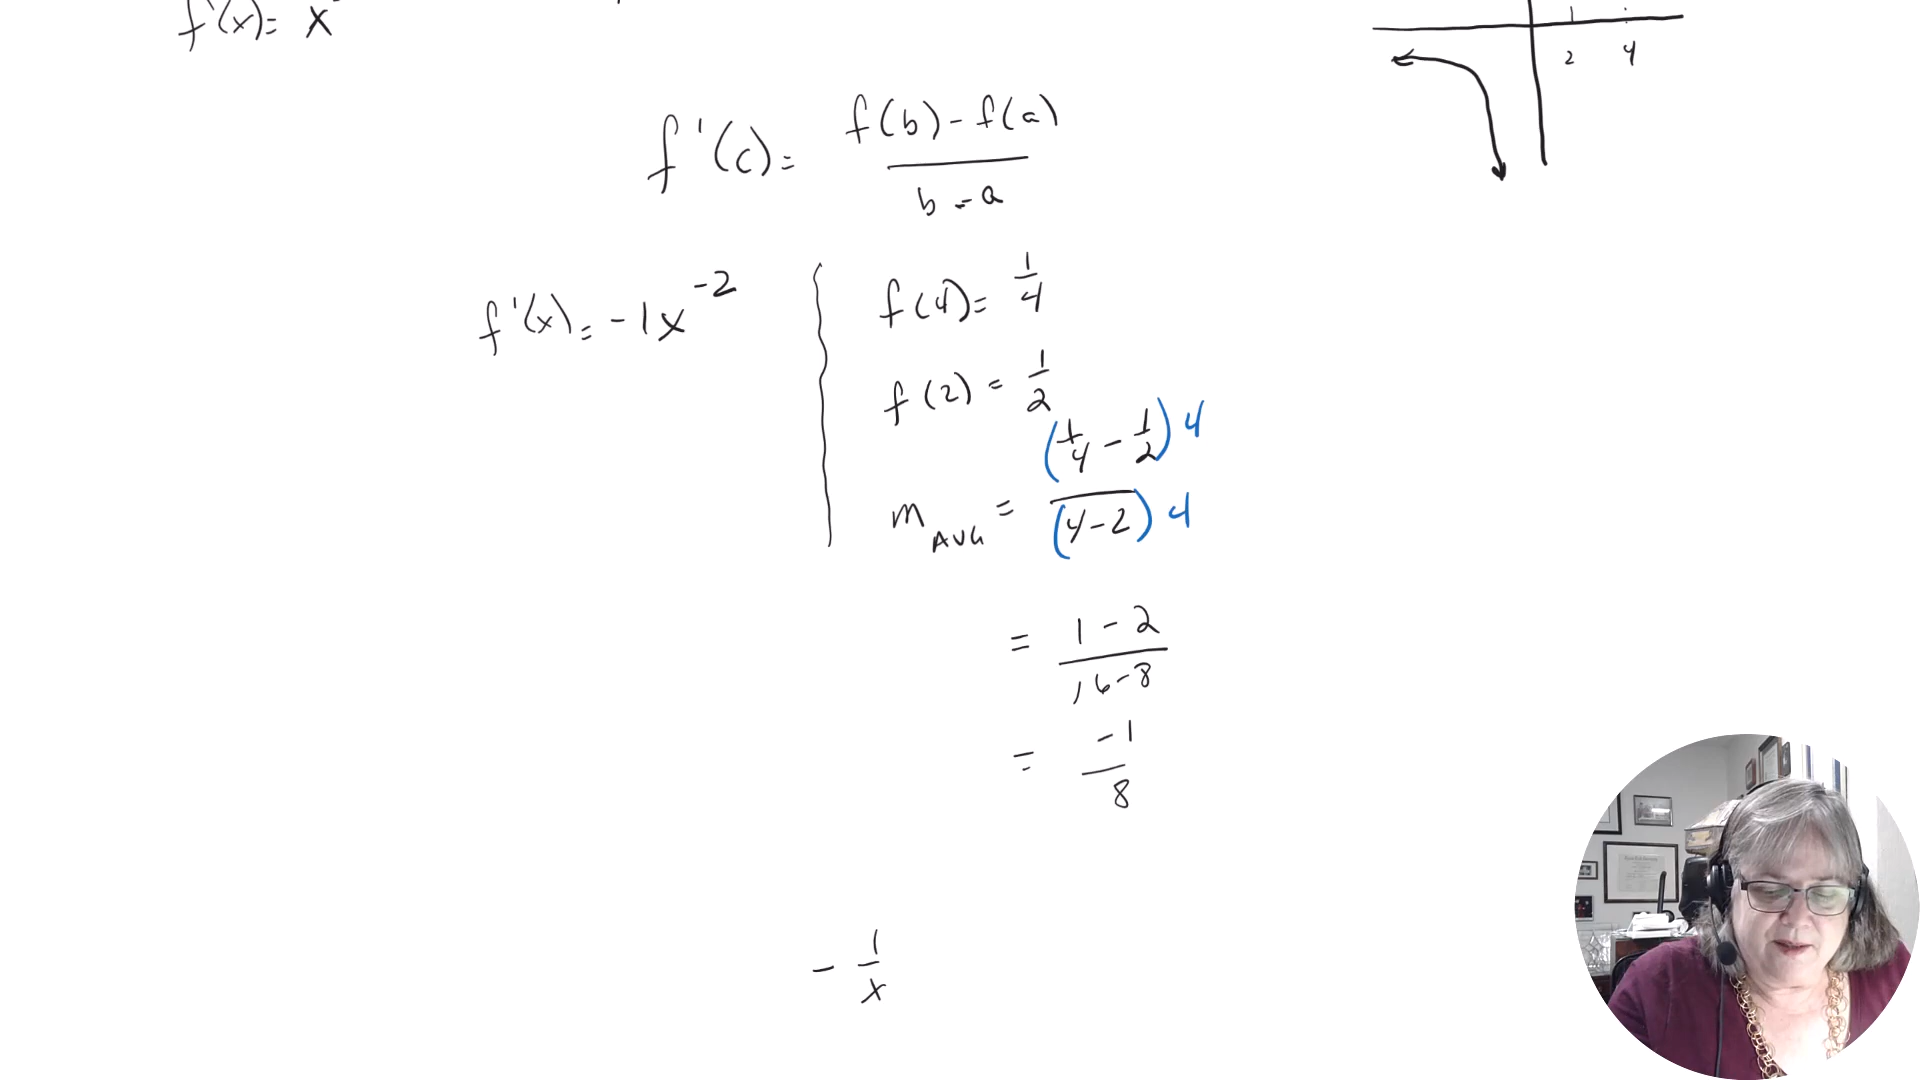 f'(x) = x
2 4
f'(c) = (f(b) - f(a)) / (b - a)
f'(x) = -1x^-2
f(4) = 1/4
f(2) = 1/2
m AVG = (1/4 - 1/2) 4 / (4-2) 4
= (1 - 2) / (16 - 8)
= -1 / 8
- 1/x